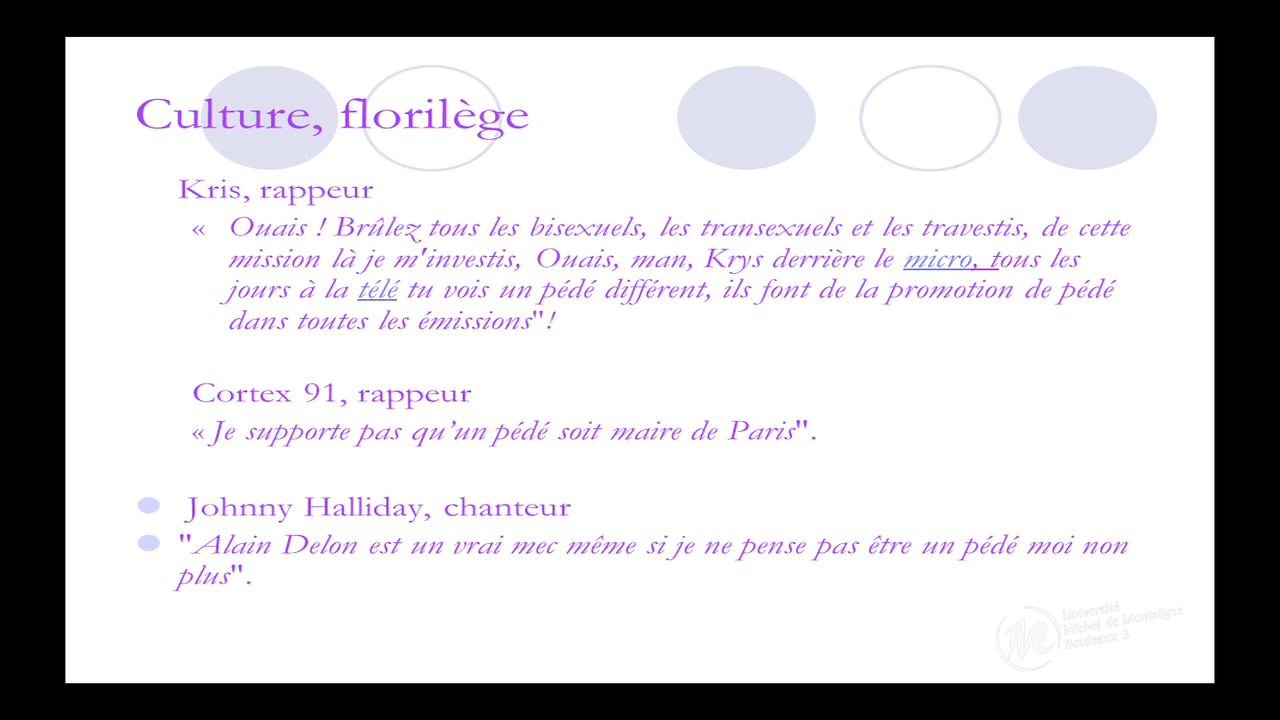 Culture, florilège
Kris, rappeur
« Ouais ! Brûlez tous les bisexuels, les transexuels et les travestis, de cette
mission là je m'investis, Ouais, man, Krys derrière le micro, tous les
jours à la télé tu vois un pédé différent, ils font de la promotion de pédé
dans toutes les émissions"!
Cortex 91, rappeur
« Je supporte pas qu’un pédé soit maire de Paris".
Johnny Halliday, chanteur
"Alain Delon est un vrai mec même si je ne pense pas être un pédé moi non
plus".
Université
Michel de Montaigne
Bordeaux 3